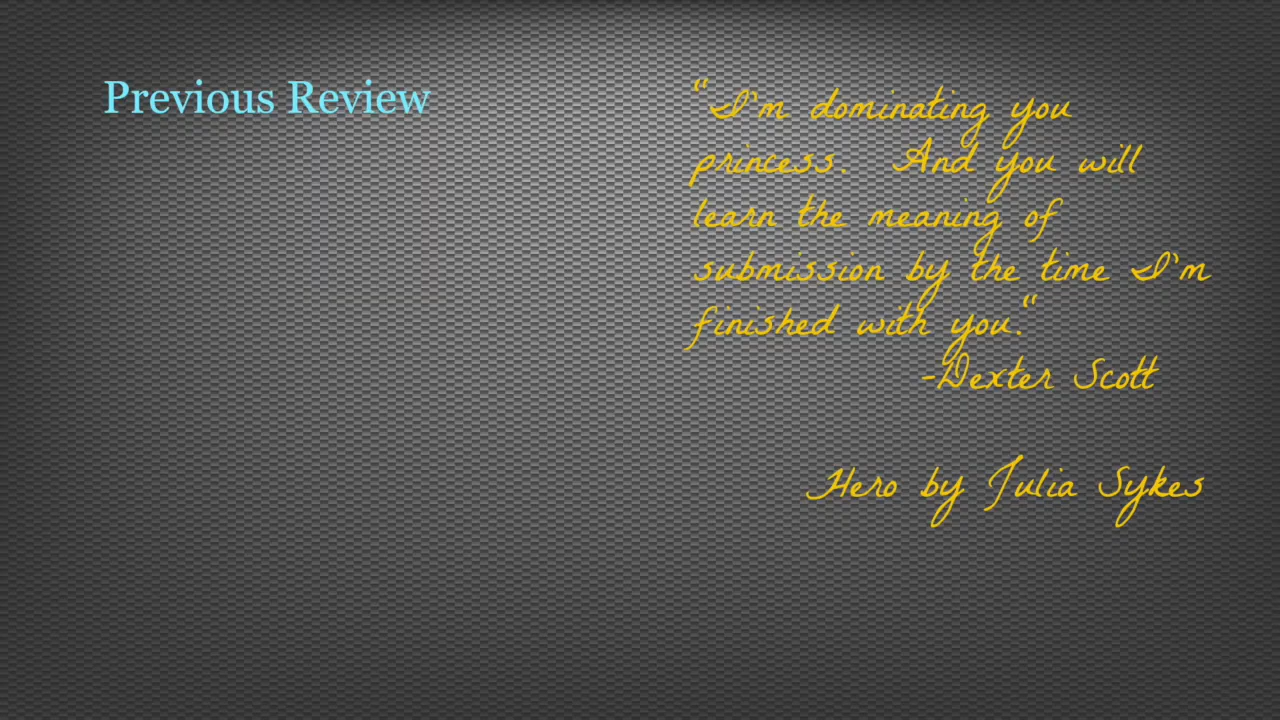 Previous Review
"I'm dominating you
princess.  And you will
learn the meaning of
submission by the time I'm
finished with you."
-Dexter Scott
Hero by Julia Sykes